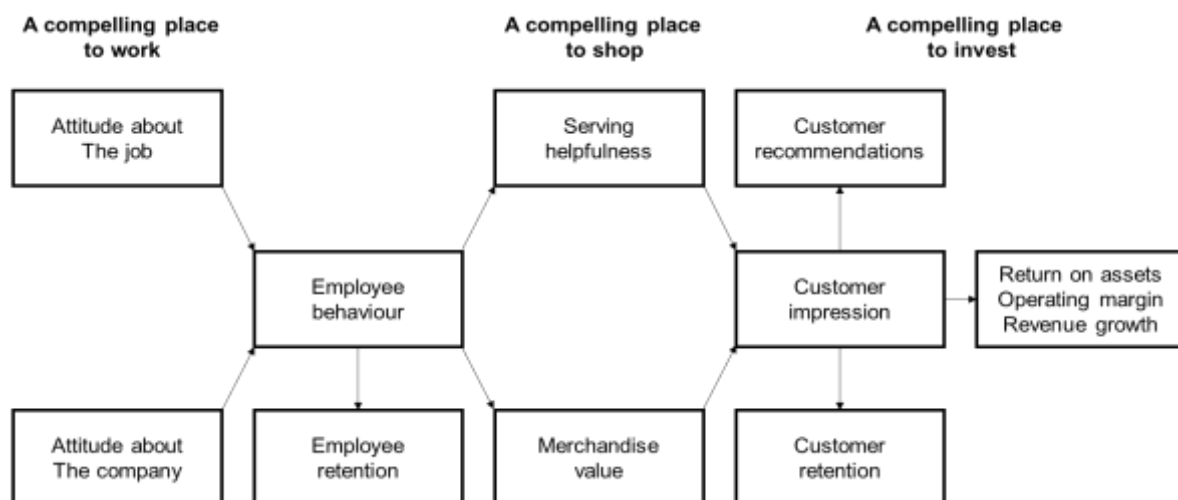 A compelling place
to work
A compelling place
to shop
A compelling place
to invest
Attitude about
The job
Serving
helpfulness
Customer
recommendations
Employee
behaviour
Customer
impression
Return on assets
Operating margin
Revenue growth
Attitude about
The company
Employee
retention
Merchandise
value
Customer
retention